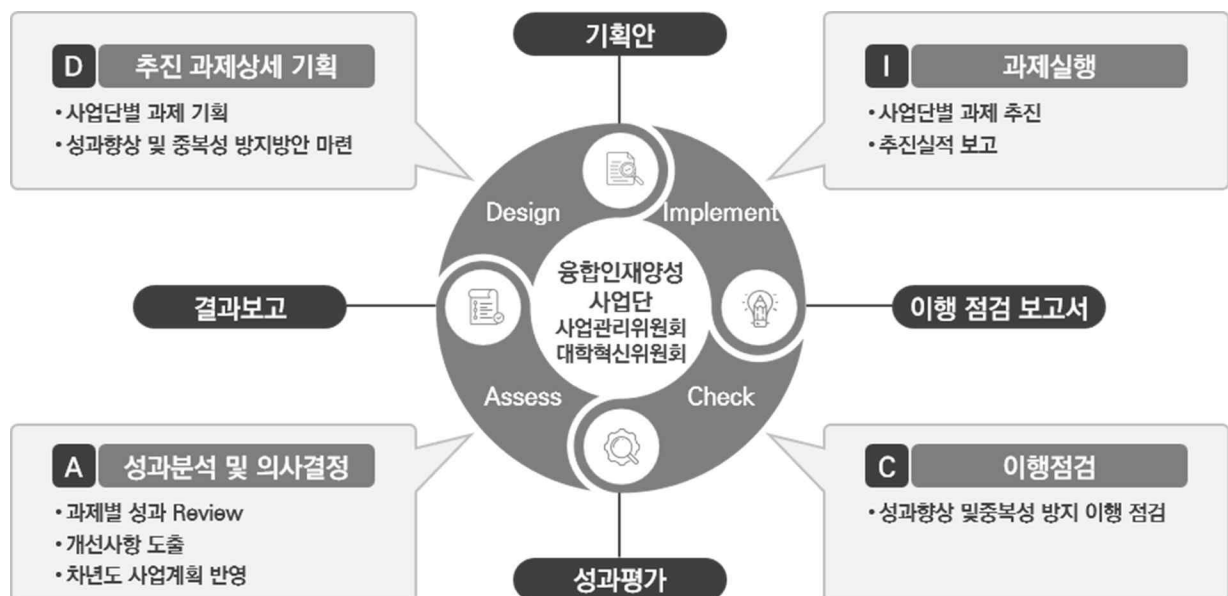 기획안
D 추진 과제상세 기획
•사업단별 과제 기획
•성과향상 및 중복성 방지방안 마련
I 과제실행
•사업단별 과제 추진
•추진실적 보고
Design
Implement
융합인재양성
사업단
사업관리위원회
대학혁신위원회
결과보고
이행 점검 보고서
Assess
Check
A 성과분석 및 의사결정
•과제별 성과 Review
•개선사항 도출
•차년도 사업계획 반영
C 이행점검
•성과향상 및중복성 방지 이행 점검
성과평가